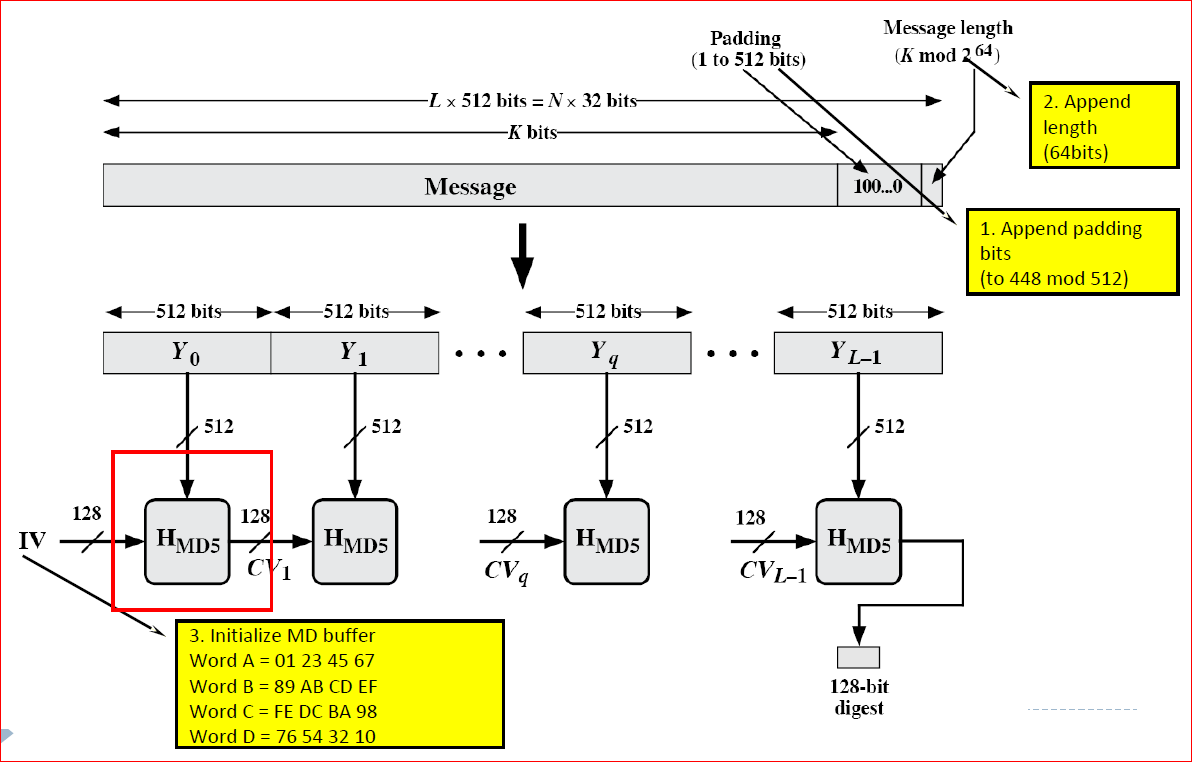 Padding
(1 to 512 bits)
Message length
(K mod 2^64)
L × 512 bits = N × 32 bits
K bits
2. Append
length
(64bits)
Message
100...0
1. Append padding
bits
(to 448 mod 512)
512 bits 512 bits 512 bits 512 bits
Y0 Y1 • • • Yq • • • YL–1
512 512 512 512
128 128 128 128
IV HMD5 HMD5 HMD5 HMD5
CV1 CVq CVL–1
3. Initialize MD buffer
Word A = 01 23 45 67
Word B = 89 AB CD EF
Word C = FE DC BA 98
Word D = 76 54 32 10
128-bit
digest